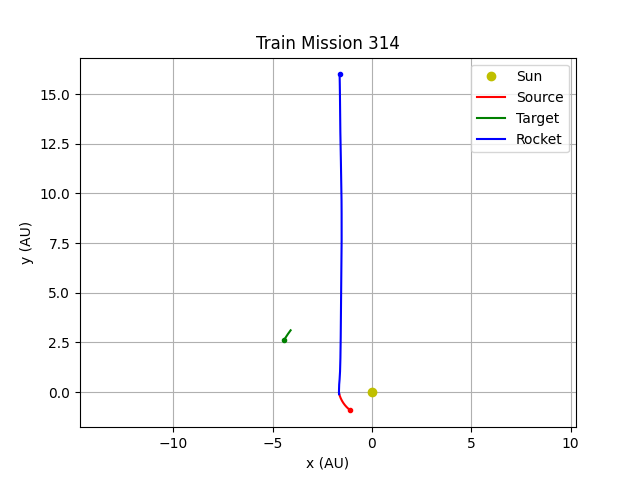 Train Mission 314
Sun
Source
Target
Rocket
15.0
12.5
10.0
7.5
5.0
2.5
0.0
y (AU)
−10
−5
0
5
10
x (AU)